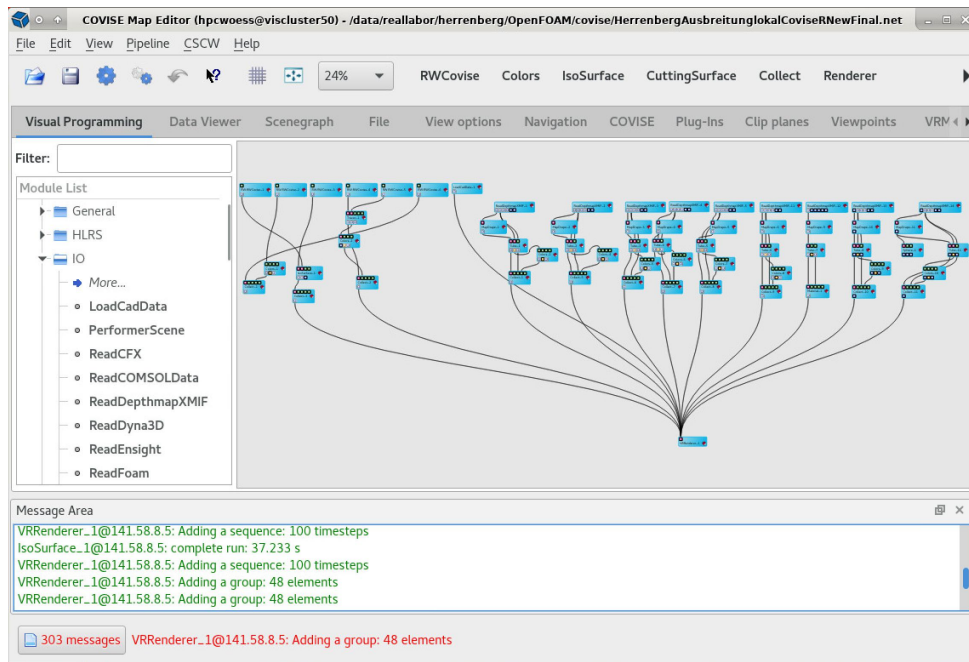 COVISE Map Editor (hpcwoess@viscluster50) - /data/reallabor/herrenberg/OpenFOAM/covise/HerrenbergAusbreitunglokalCoviseRNewFinal.net
File Edit View Pipeline CSCW Help
24% RWCovise Colors IsoSurface CuttingSurface Collect Renderer
Visual Programming Data Viewer Scenegraph File View options Navigation COVISE Plug-Ins Clip planes Viewpoints VRM
Filter:
Module List
General
HLRS
IO
More...
LoadCadData
PerformerScene
ReadCFX
ReadCOMSOLData
ReadDepthmapXMIF
ReadDyna3D
ReadEnsight
ReadFoam
VRRenderer_1
Message Area
VRRenderer_1@141.58.8.5: Adding a sequence: 100 timesteps
IsoSurface_1@141.58.8.5: complete run: 37.233 s
VRRenderer_1@141.58.8.5: Adding a sequence: 100 timesteps
VRRenderer_1@141.58.8.5: Adding a group: 48 elements
VRRenderer_1@141.58.8.5: Adding a group: 48 elements
303 messages VRRenderer_1@141.58.8.5: Adding a group: 48 elements